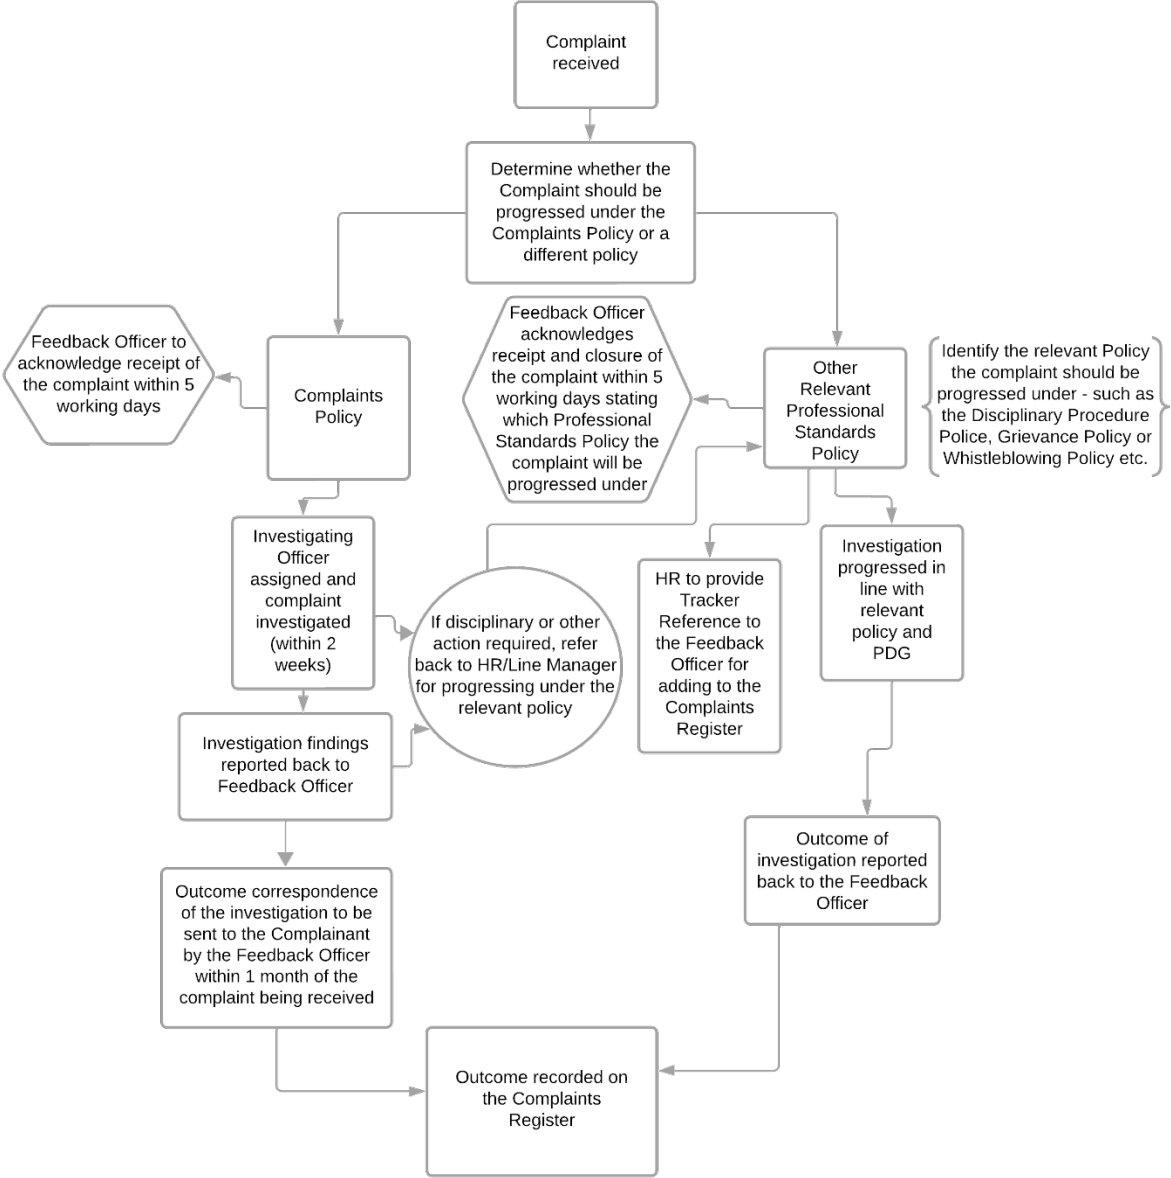 Complaint
received
Determine whether the
Complaint should be
progressed under the
Complaints Policy or a
different policy
Feedback Officer to
acknowledge receipt of
the complaint within 5
working days
Complaints
Policy
Feedback Officer
acknowledges
receipt and closure of
the complaint within 5
working days stating
which Professional
Standards Policy the
complaint will be
progressed under
Other
Relevant
Professional
Standards
Policy
Identify the relevant Policy
the complaint should be
progressed under - such as
the Disciplinary Procedure
Police, Grievance Policy or
Whistleblowing Policy etc.
Investigating
Officer
assigned and
complaint
investigated
(within 2
weeks)
If disciplinary or other
action required, refer
back to HR/Line Manager
for progressing under the
relevant policy
HR to provide
Tracker
Reference to
the Feedback
Officer for
adding to the
Complaints
Register
Investigation
progressed in
line with
relevant
policy and
PDG
Investigation findings
reported back to
Feedback Officer
Outcome of
investigation reported
back to the Feedback
Officer
Outcome correspondence
of the investigation to be
sent to the Complainant
by the Feedback Officer
within 1 month of the
complaint being received
Outcome recorded on
the Complaints
Register